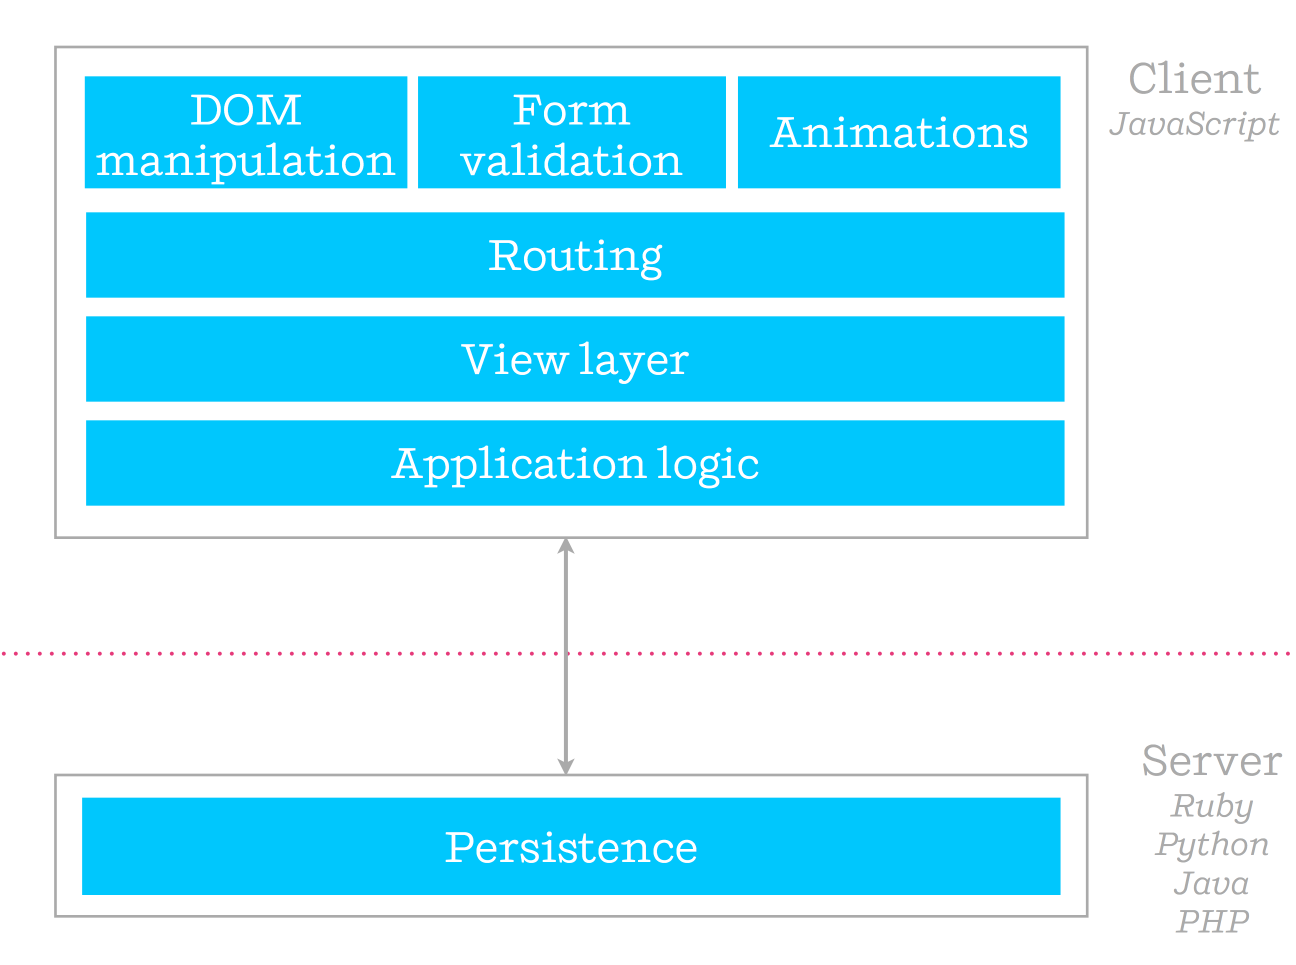 DOM
manipulation
Form
validation
Animations
Client
JavaScript
Routing
View layer
Application logic
Server
Ruby
Python
Java
PHP
Persistence